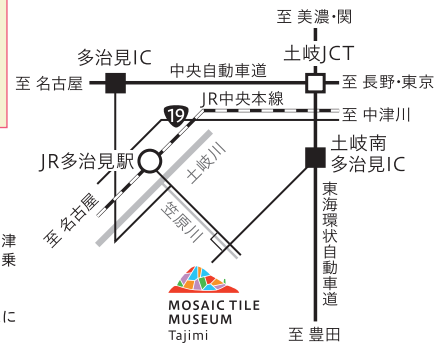 至 美濃・関
多治見IC
土岐JCT
中央自動車道
至 名古屋
至 長野・東京
JR中央本線
19
至 中津川
土岐南
多治見IC
JR多治見駅
土岐川
至 名古屋
笠原川
東海環状自動車道
津
乗
に
MOSAIC TILE
MUSEUM
Tajimi
至 豊田